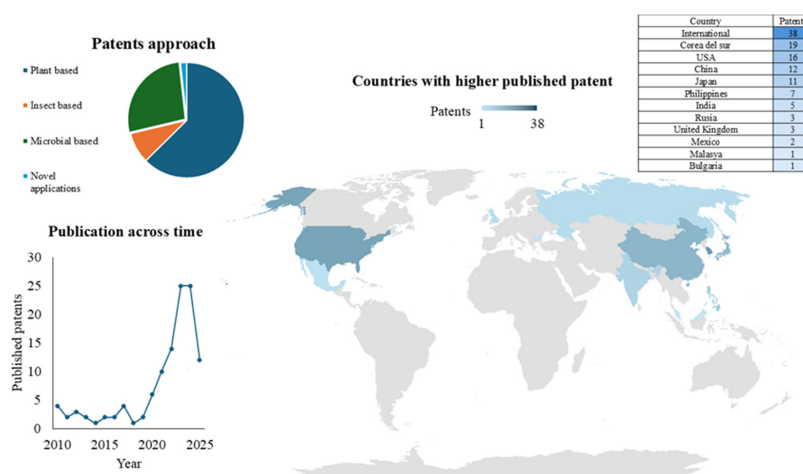 Patents approach
Plant based
Insect based
Microbial based
Novel
applications
Countries with higher published patent
Patents
1 38
Country Patent
International 38
Corea del sur 19
USA 16
China 12
Japan 11
Philippines 7
India 5
Rusia 3
United Kingdom 3
Mexico 2
Malasya 1
Bulgaria 1
Publication across time
Published patents
30
25
20
15
10
5
0
2010 2015 2020 2025
Year